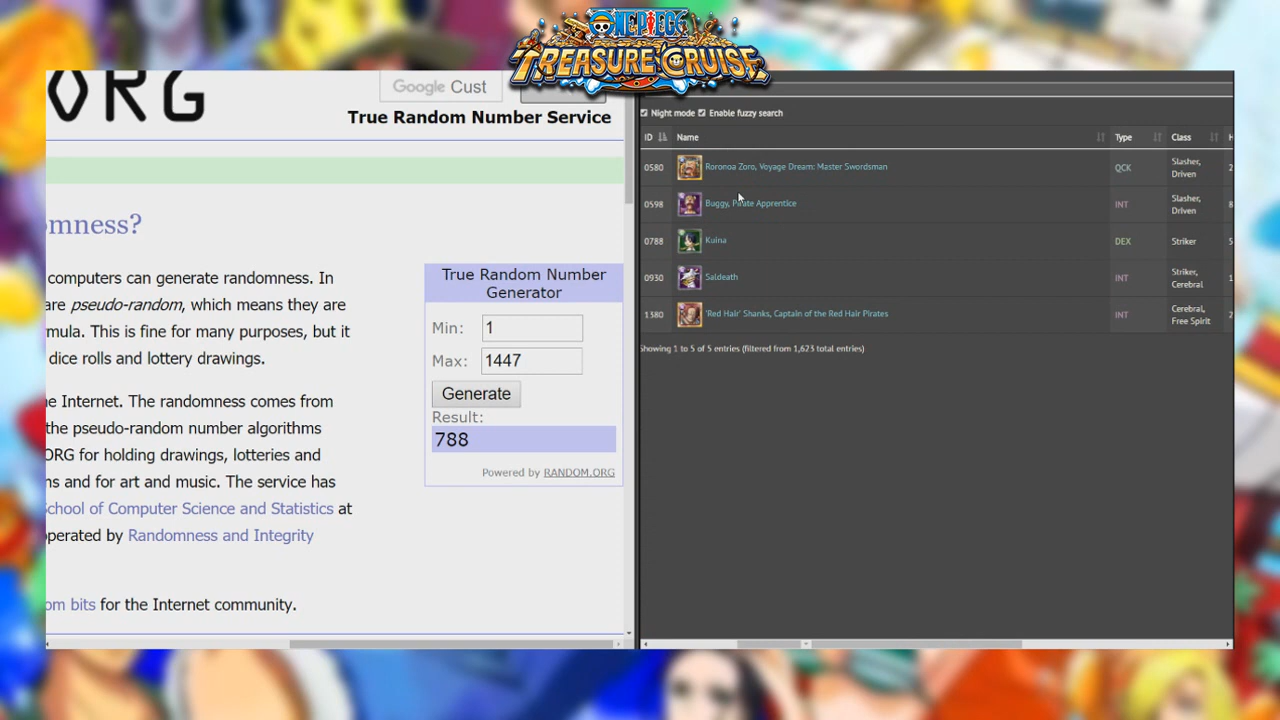 ONE PIECE
TREASURE CRUISE
ORG
Google Cust
True Random Number Service
omness?
computers can generate randomness. In
are pseudo-random, which means they are
mula. This is fine for many purposes, but it
dice rolls and lottery drawings.
e Internet. The randomness comes from
the pseudo-random number algorithms
ORG for holding drawings, lotteries and
ns and for art and music. The service has
School of Computer Science and Statistics at
operated by Randomness and Integrity
om bits for the Internet community.
True Random Number
Generator
Min: 1
Max: 1447
Generate
Result:
788
Powered by RANDOM.ORG
Night mode Enable fuzzy search
ID Name Type Class H
0580 Roronoa Zoro, Voyage Dream: Master Swordsman QCK Slasher,
Driven 2
0598 Buggy, Pirate Apprentice INT Slasher,
Driven 8
0788 Kuina DEX Striker 5
0930 Saldeath INT Striker,
Cerebral
1380 'Red Hair' Shanks, Captain of the Red Hair Pirates INT Cerebral,
Free Spirit 2
Showing 1 to 5 of 5 entries (filtered from 1,623 total entries)